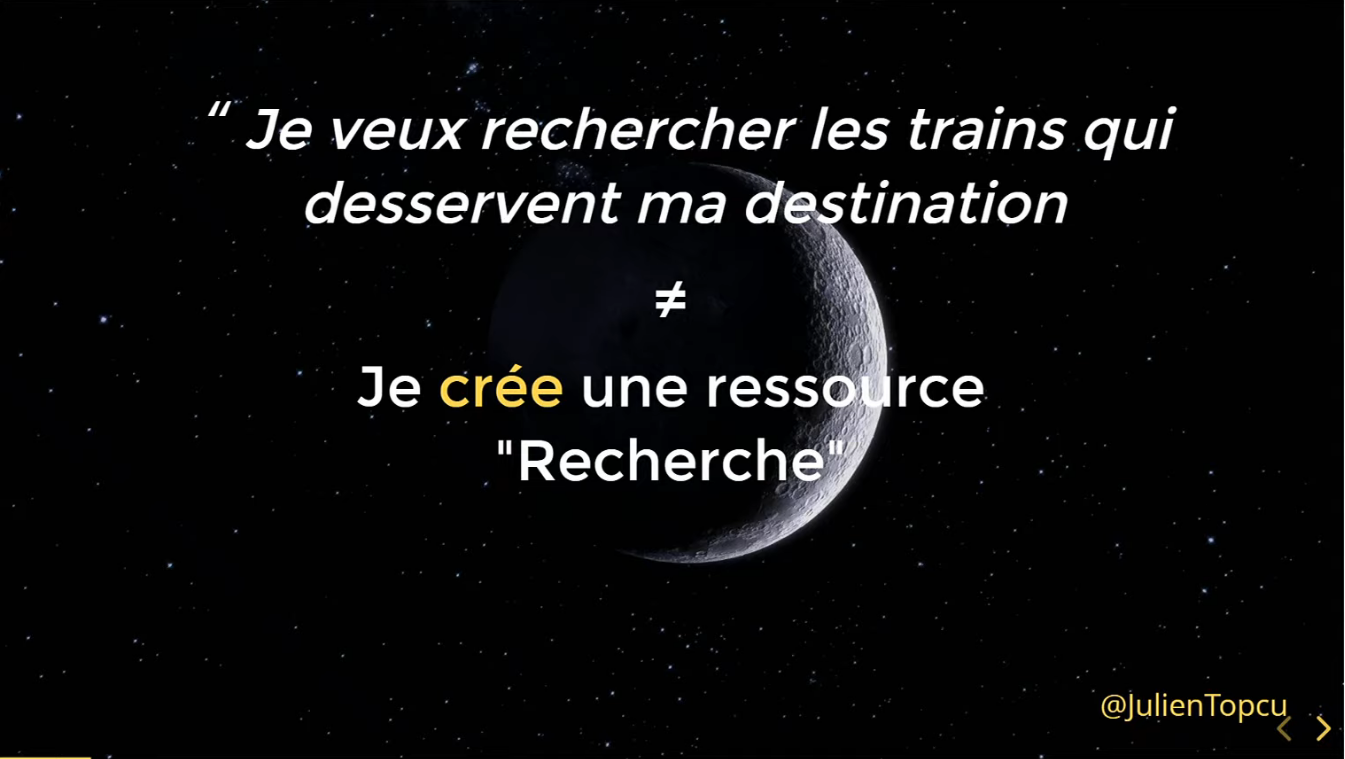 “ Je veux rechercher les trains qui
desservent ma destination
≠
Je crée une ressource
"Recherche"
@JulienTopcu